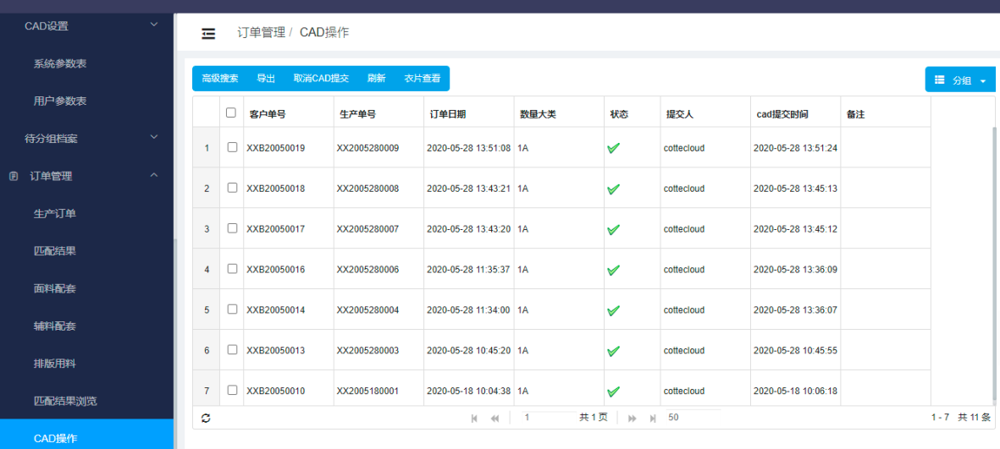 CAD设置
系统参数表
用户参数表
待分组档案
订单管理
生产订单
匹配结果
面料配套
辅料配套
排版用料
匹配结果浏览
CAD操作
订单管理 / CAD操作
高级搜索 导出 取消CAD提交 刷新 衣片查看 分组
客户单号 生产单号 订单日期 数量大类 状态 提交人 cad提交时间 备注
1 XXB20050019 XX2005280009 2020-05-28 13:51:08 1A cottecloud 2020-05-28 13:51:24
2 XXB20050018 XX2005280008 2020-05-28 13:43:21 1A cottecloud 2020-05-28 13:45:13
3 XXB20050017 XX2005280007 2020-05-28 13:43:20 1A cottecloud 2020-05-28 13:45:12
4 XXB20050016 XX2005280006 2020-05-28 11:35:37 1A cottecloud 2020-05-28 13:36:09
5 XXB20050014 XX2005280004 2020-05-28 11:34:00 1A cottecloud 2020-05-28 13:36:07
6 XXB20050013 XX2005280003 2020-05-28 10:45:20 1A cottecloud 2020-05-28 10:45:55
7 XXB20050010 XX2005180001 2020-05-18 10:04:38 1A cottecloud 2020-05-18 10:06:18
1 共 1 页 50 1 - 7 共 11 条